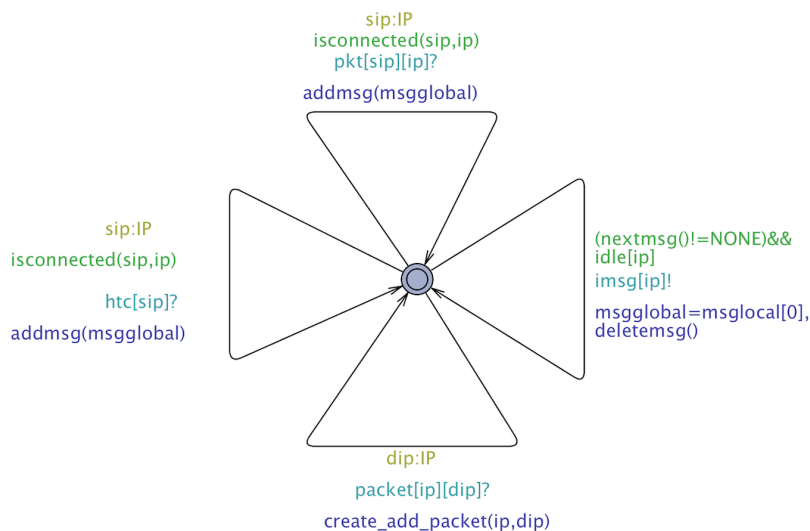 sip:IP
isconnected(sip,ip)
pkt[sip][ip]?
addmsg(msgglobal)
sip:IP
isconnected(sip,ip)
htc[sip]?
addmsg(msgglobal)
(nextmsg()!=NONE)&&
idle[ip]
imsg[ip]!
msgglobal=msglocal[0],
deletemsg()
dip:IP
packet[ip][dip]?
create_add_packet(ip,dip)